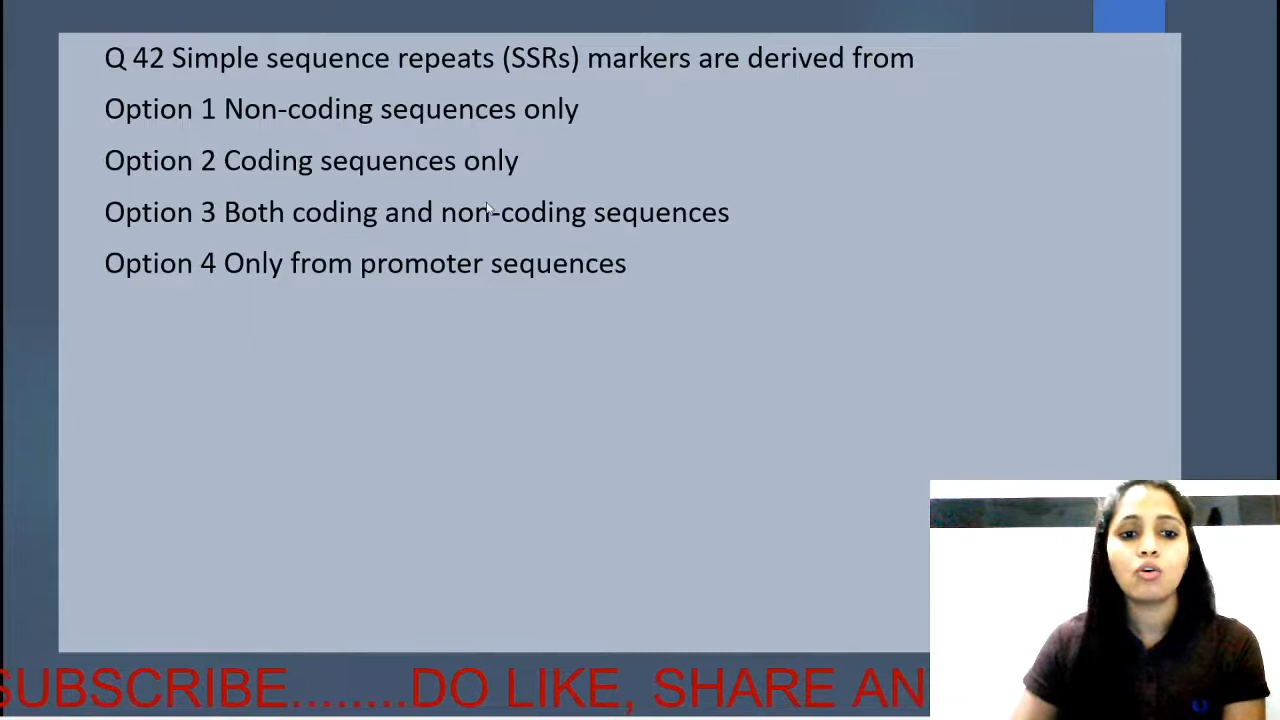 Q 42 Simple sequence repeats (SSRs) markers are derived from
Option 1 Non-coding sequences only
Option 2 Coding sequences only
Option 3 Both coding and non-coding sequences
Option 4 Only from promoter sequences
SUBSCRIBE........DO LIKE, SHARE AN